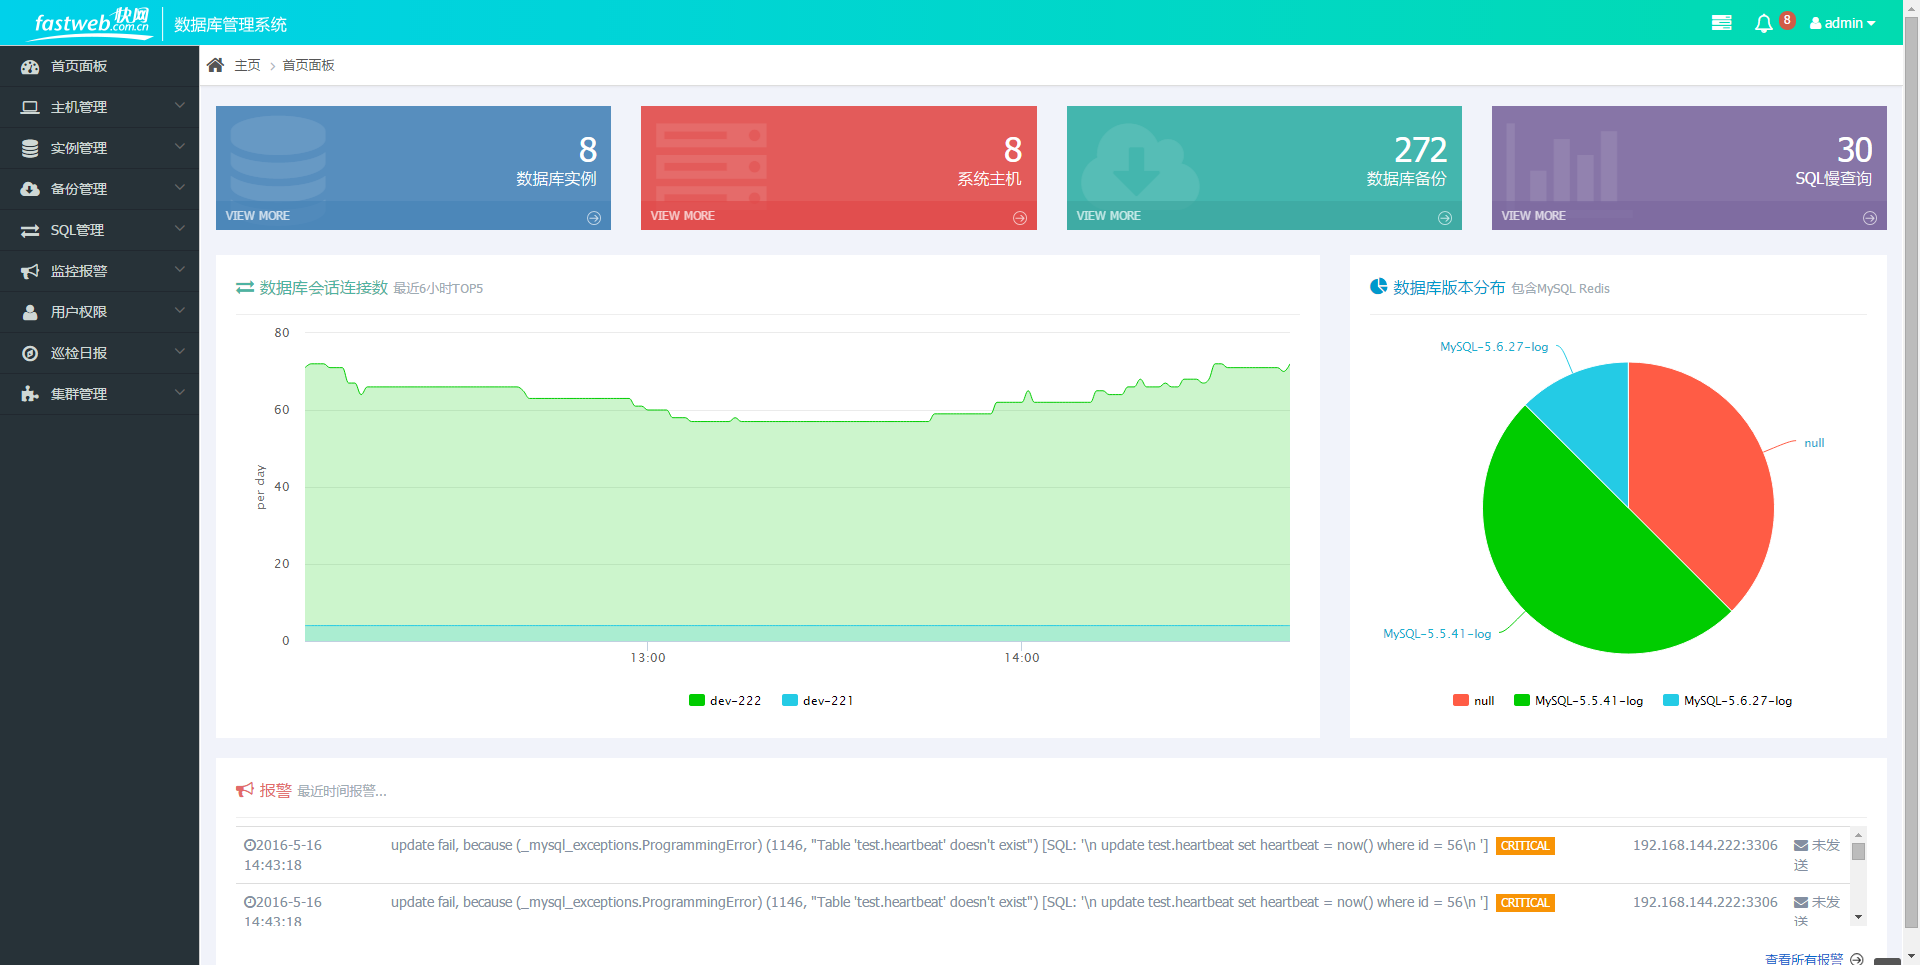 fastweb快网
.com.cn
数据库管理系统
8
admin
首页面板
主机管理
实例管理
备份管理
SQL管理
监控报警
用户权限
巡检日报
集群管理
主页 > 首页面板
8
数据库实例
VIEW MORE
8
系统主机
VIEW MORE
272
数据库备份
VIEW MORE
30
SQL慢查询
VIEW MORE
数据库会话连接数 最近6小时TOP5
80
60
40
20
0
per day
13:00
14:00
dev-222
dev-221
数据库版本分布 包含MySQL Redis
MySQL-5.6.27-log
null
MySQL-5.5.41-log
null
MySQL-5.5.41-log
MySQL-5.6.27-log
报警 最近时间报警...
2016-5-16
14:43:18
update fail, because (_mysql_exceptions.ProgrammingError) (1146, "Table 'test.heartbeat' doesn't exist") [SQL: '\n update test.heartbeat set heartbeat = now() where id = 56\n ']
CRITICAL
192.168.144.222:3306
未发
送
2016-5-16
14:43:18
update fail, because (_mysql_exceptions.ProgrammingError) (1146, "Table 'test.heartbeat' doesn't exist") [SQL: '\n update test.heartbeat set heartbeat = now() where id = 56\n ']
CRITICAL
192.168.144.222:3306
未发
送
查看所有报警